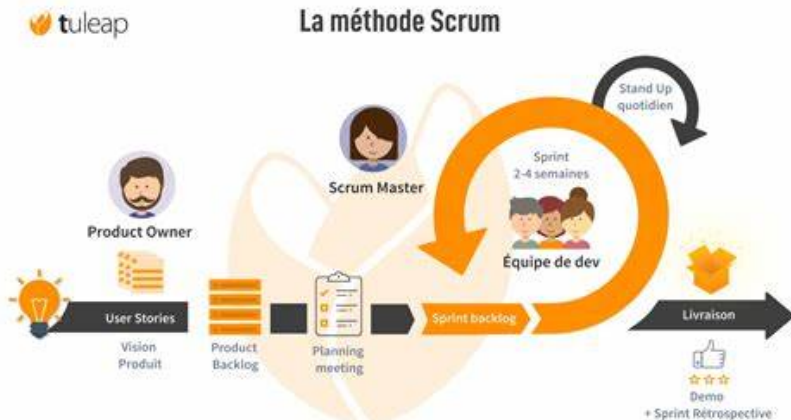 tuleap
La méthode Scrum
Stand Up
quotidien
Sprint
2-4 semaines
Scrum Master
Product Owner
Équipe de dev
User Stories
Sprint backlog
Livraison
Vision
Produit
Product
Backlog
Planning
meeting
Demo
+ Sprint Rétrospective